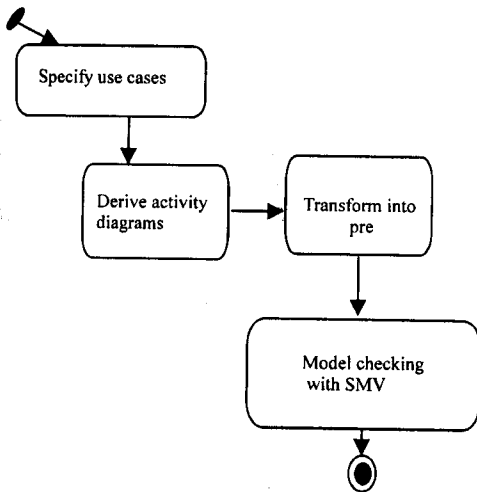 Specify use cases
Derive activity
diagrams
Transform into
pre
Model checking
with SMV